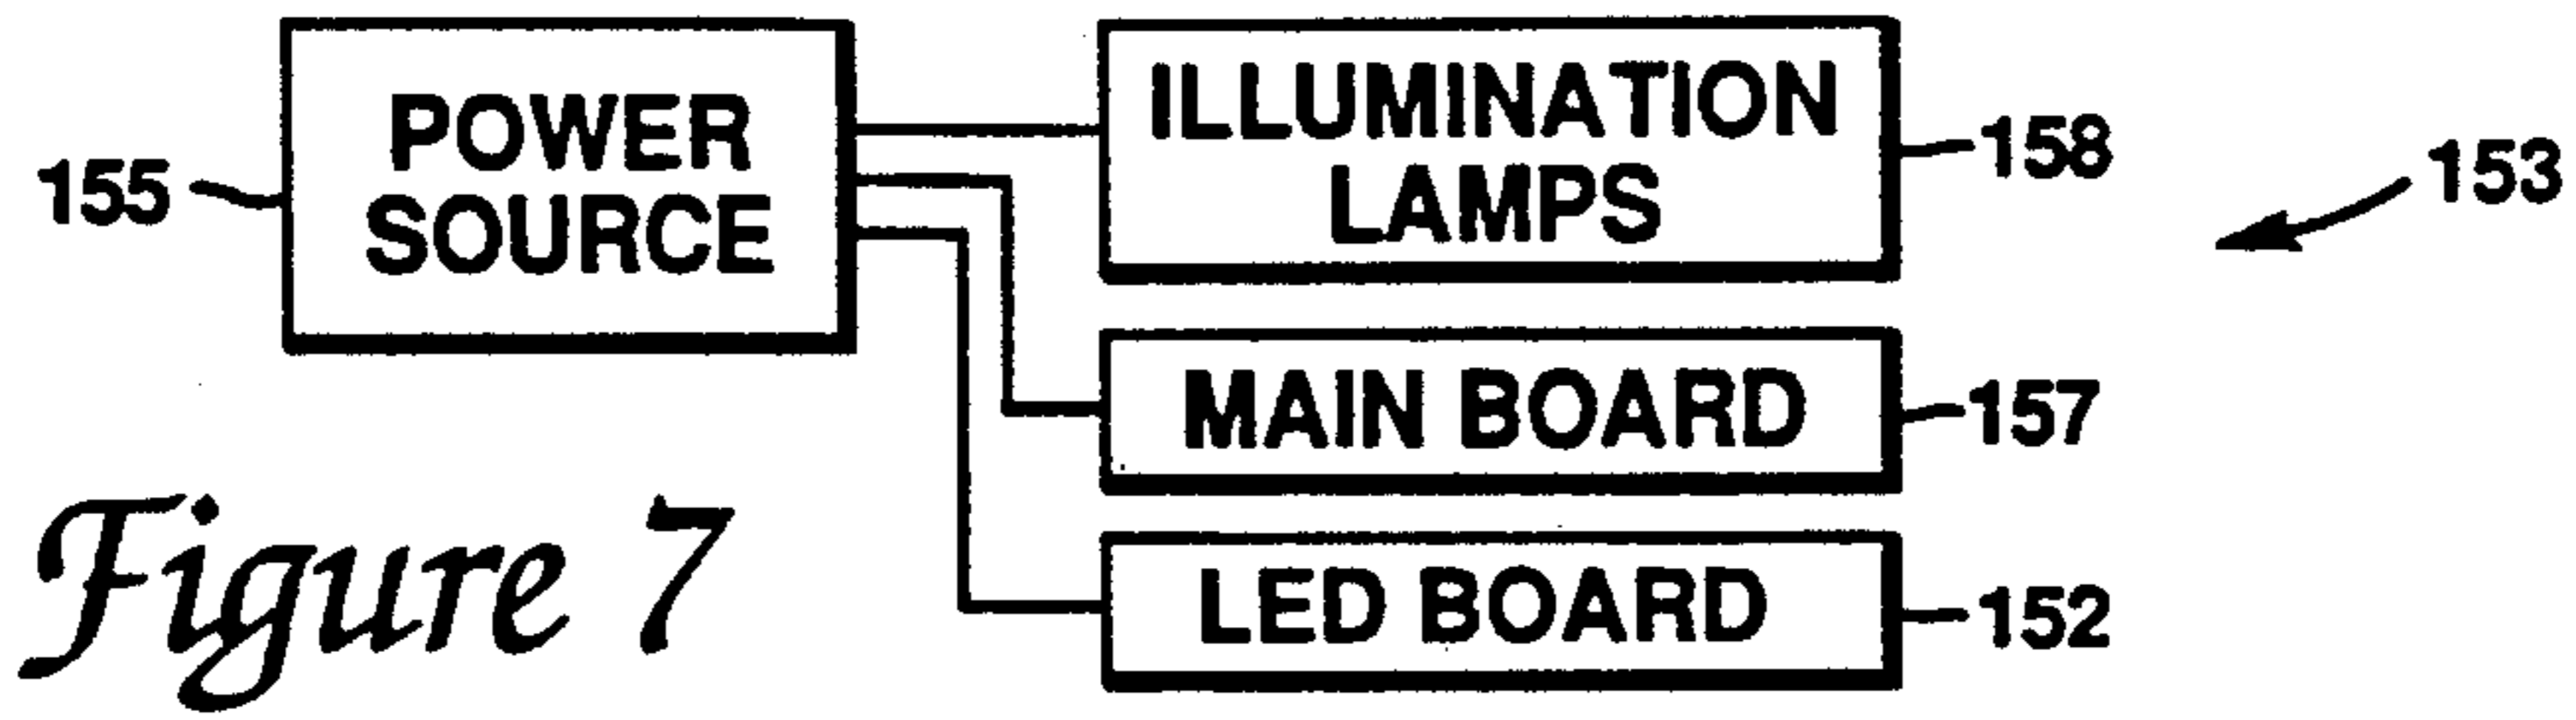 POWER
SOURCE
155
ILLUMINATION
LAMPS
158
153
MAIN BOARD
157
LED BOARD
152
Figure 7